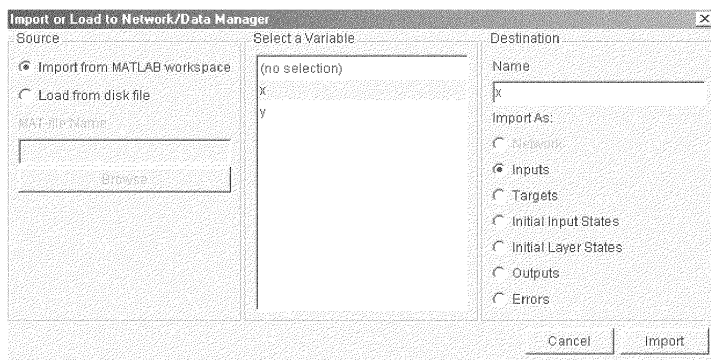 Import or Load to Network/Data Manager
Source
Import from MATLAB workspace
Load from disk file
MAT-file Name
Browse
Select a Variable
(no selection)
x
y
Destination
Name
x
Import As:
Network
Inputs
Targets
Initial Input States
Initial Layer States
Outputs
Errors
Cancel
Import